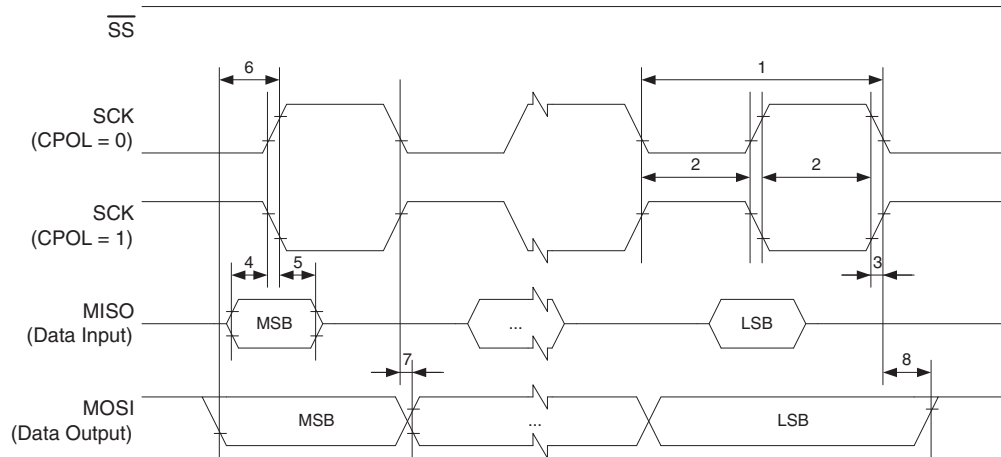 SS
6
1
SCK
(CPOL = 0)
2
2
SCK
(CPOL = 1)
4
5
3
MISO
(Data Input)
MSB
...
LSB
7
8
MOSI
(Data Output)
MSB
...
LSB